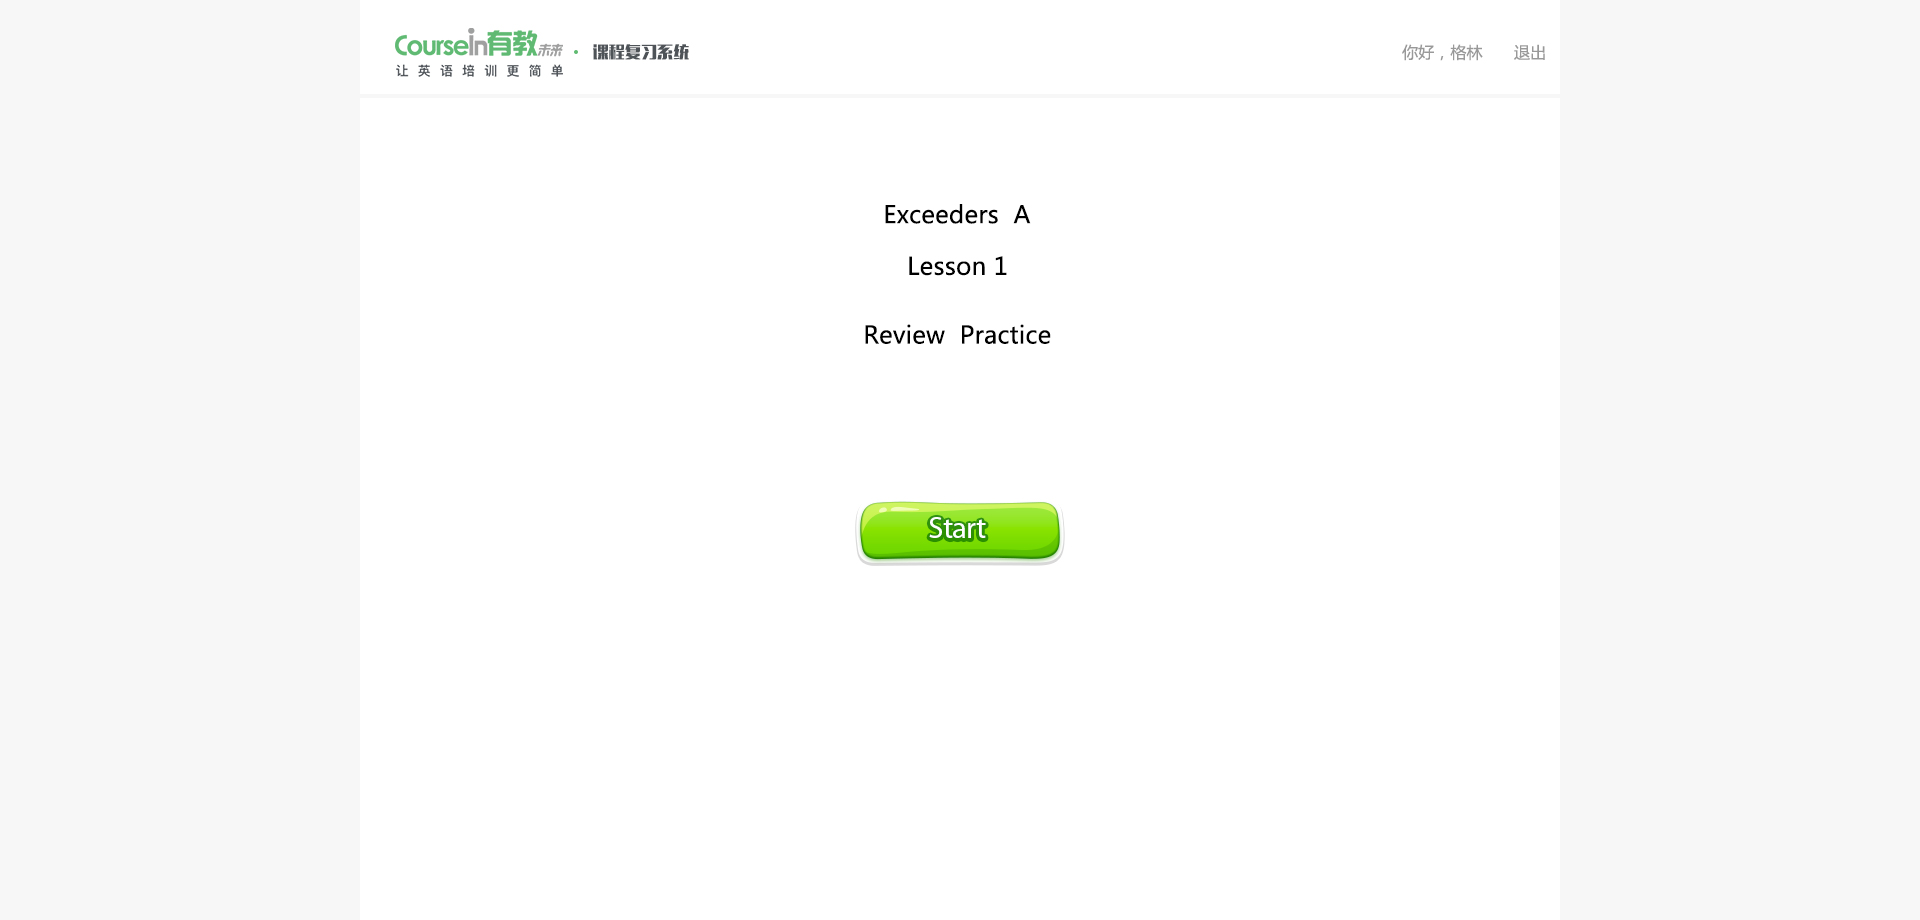 Coursein有教未来 · 课程复习系统
让英语培训更简单
你好，格林 退出
Exceeders A
Lesson 1
Review Practice
Start